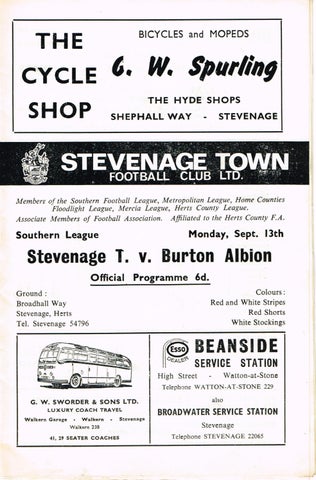 THE
CYCLE
SHOP
BICYCLES and MOPEDS
G. W. Spurling
THE HYDE SHOPS
SHEPHALL WAY - STEVENAGE
STEVENAGE TOWN
FOOTBALL CLUB LTD.
Members of the Southern Football League, Metropolitan League, Home Counties
Floodlight League, Mercia League, Herts County League.
Associate Members of Football Association. Affiliated to the Herts County F.A.
Southern League Monday, Sept. 13th
Stevenage T. v. Burton Albion
Official Programme 6d.
Ground :
Broadhall Way
Stevenage, Herts
Tel. Stevenage 54796
Colours :
Red and White Stripes
Red Shorts
White Stockings
G. W. SWORDER & SONS LTD.
LUXURY COACH TRAVEL
Walkern Garage - Walkern - Stevenage
Walkern 238
41, 29 SEATER COACHES
Esso
DEALER
BEANSIDE
SERVICE STATION
High Street - Watton-at-Stone
Telephone WATTON-AT-STONE 229
also
BROADWATER SERVICE STATION
Stevenage
Telephone STEVENAGE 22065